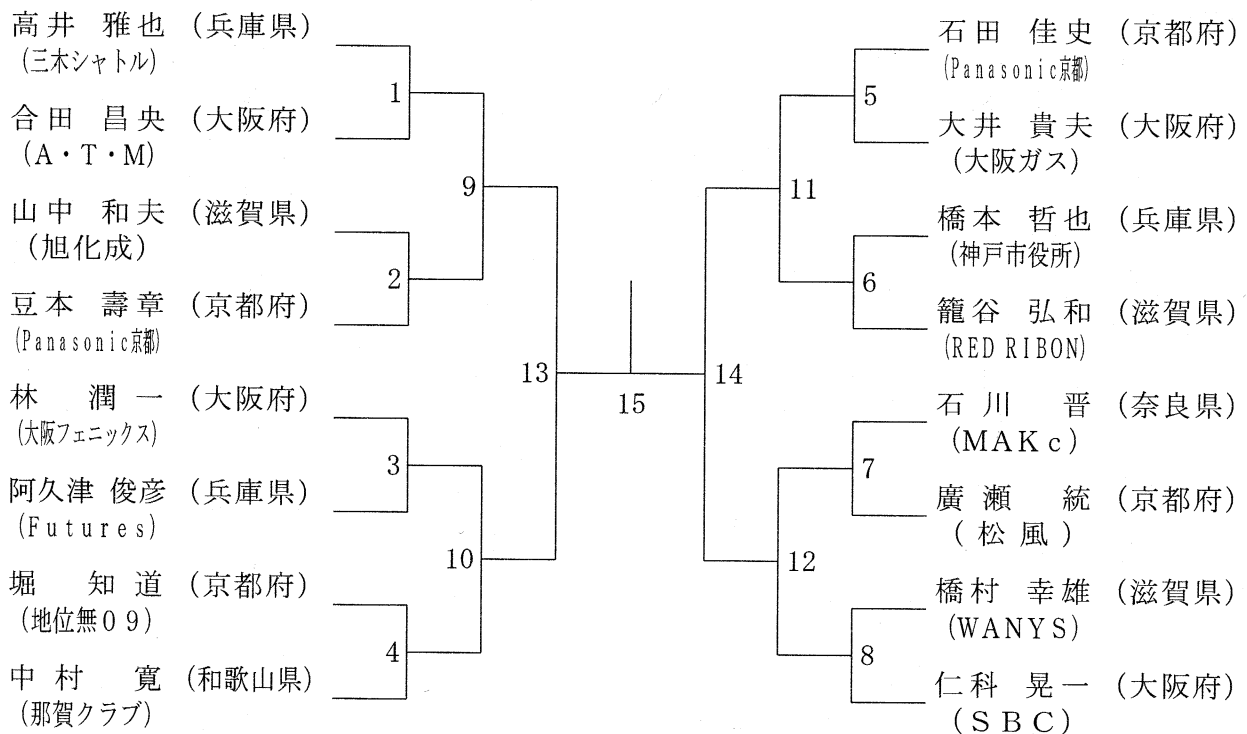 高井 雅也 (兵庫県)
(三木シャトル)
1
合田 昌央 (大阪府)
(A・T・M)
9
山中 和夫 (滋賀県)
(旭化成)
2
豆本 壽章 (京都府)
(Panasonic京都)
13
林 潤一 (大阪府)
(大阪フェニックス)
3
阿久津 俊彦 (兵庫県)
(Futures)
10
堀 知道 (京都府)
(地位無09)
4
中村 寛 (和歌山県)
(那賀クラブ)
15
石田 佳史 (京都府)
(Panasonic京都)
5
大井 貴夫 (大阪府)
(大阪ガス)
11
橋本 哲也 (兵庫県)
(神戸市役所)
6
籠谷 弘和 (滋賀県)
(RED RIBON)
14
石川 晋 (奈良県)
(MAKc)
7
廣瀬 統 (京都府)
(松風)
12
橋村 幸雄 (滋賀県)
(WANYS)
8
仁科 晃一 (大阪府)
(SBC)